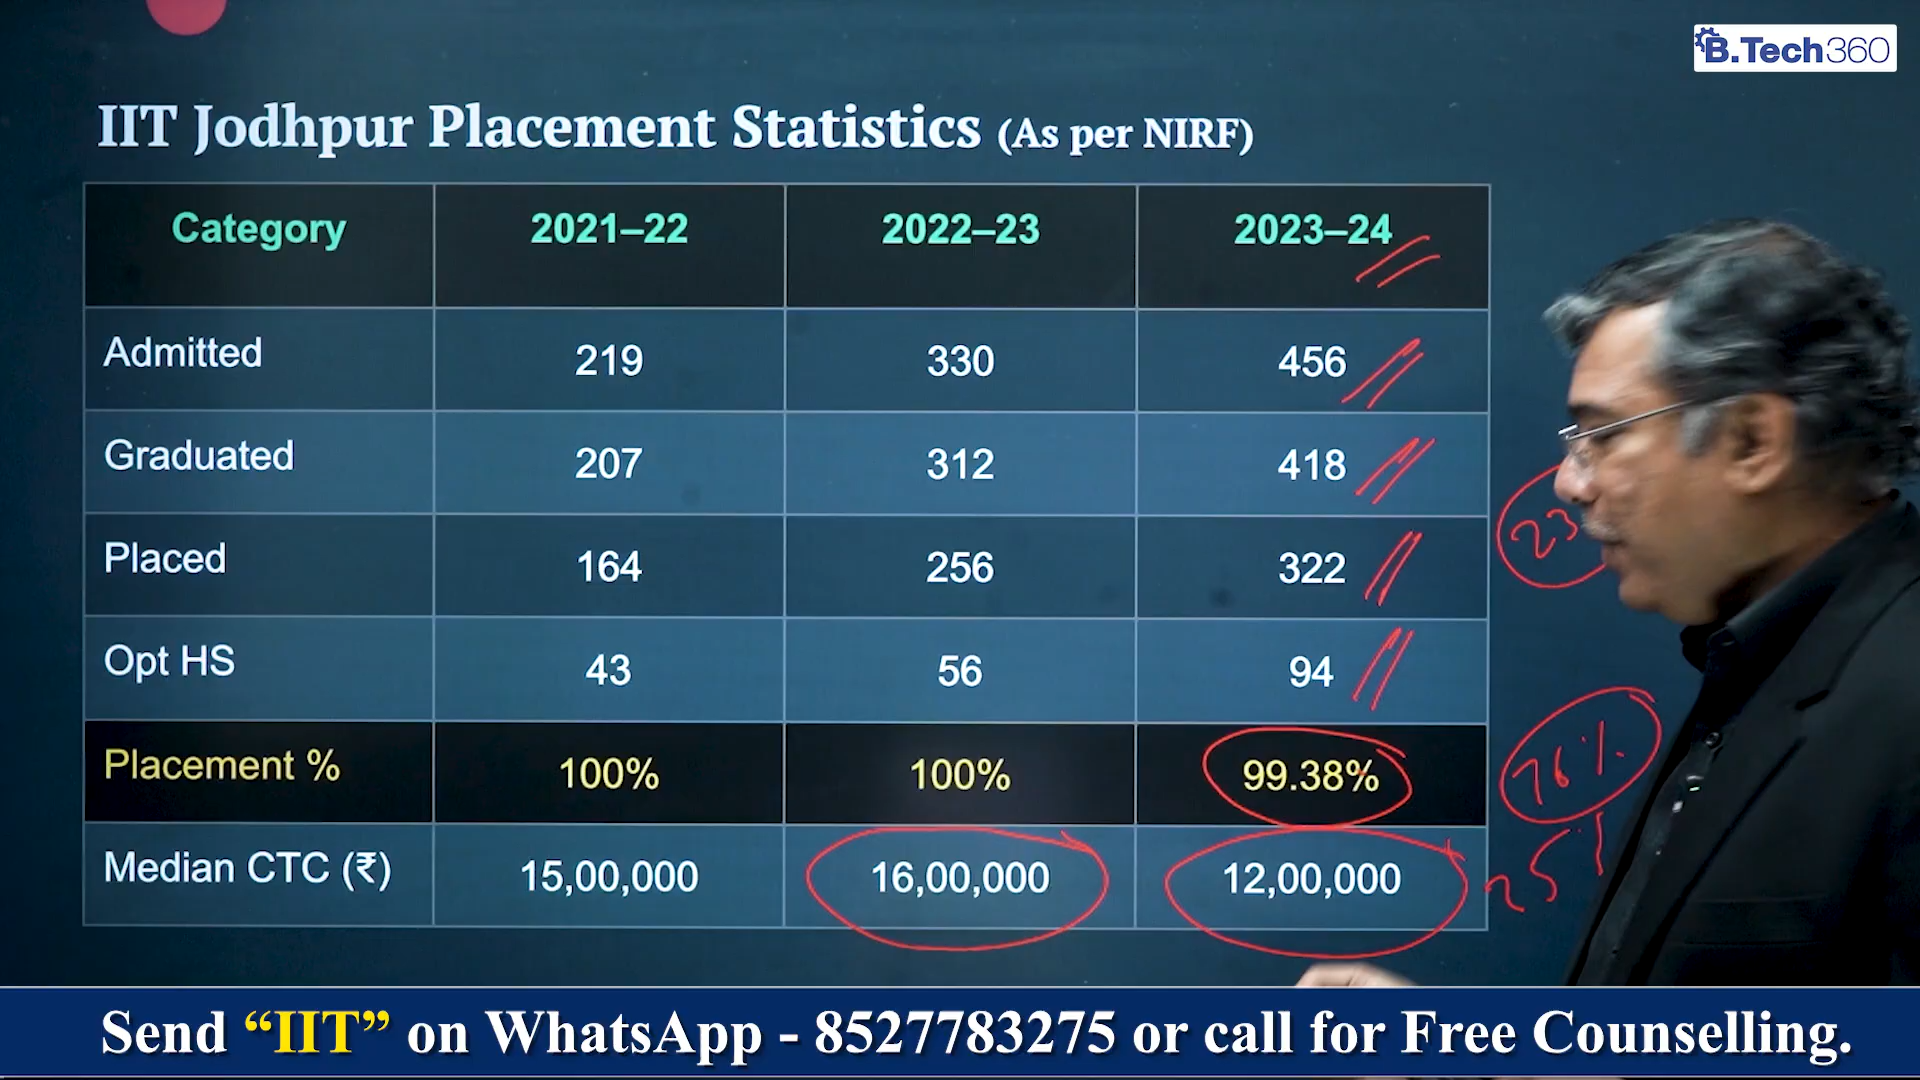 B.Tech360
IIT Jodhpur Placement Statistics (As per NIRF)
Category 2021–22 2022–23 2023–24
Admitted 219 330 456
Graduated 207 312 418
Placed 164 256 322
Opt HS 43 56 94
Placement % 100% 100% 99.38%
Median CTC (₹) 15,00,000 16,00,000 12,00,000
23
76%
Send “IIT” on WhatsApp - 8527783275 or call for Free Counselling.